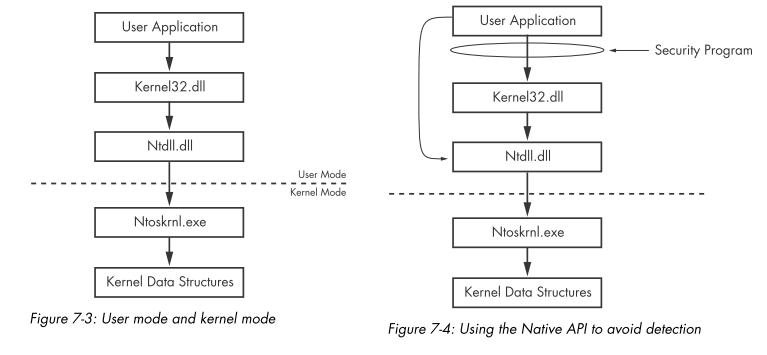 User Application
Kernel32.dll
Ntdll.dll
User Mode
Kernel Mode
Ntoskrnl.exe
Kernel Data Structures
Figure 7-3: User mode and kernel mode
User Application
Security Program
Kernel32.dll
Ntdll.dll
Ntoskrnl.exe
Kernel Data Structures
Figure 7-4: Using the Native API to avoid detection